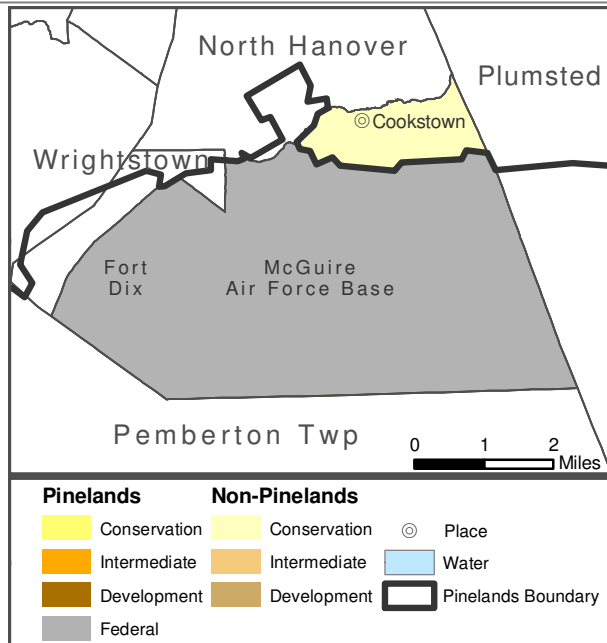 North Hanover
Plumsted
Cookstown
Wrightstown
Fort
Dix
McGuire
Air Force Base
Pemberton Twp
0 1 2
Miles
Pinelands Non-Pinelands
Conservation Conservation Place
Intermediate Intermediate Water
Development Development Pinelands Boundary
Federal